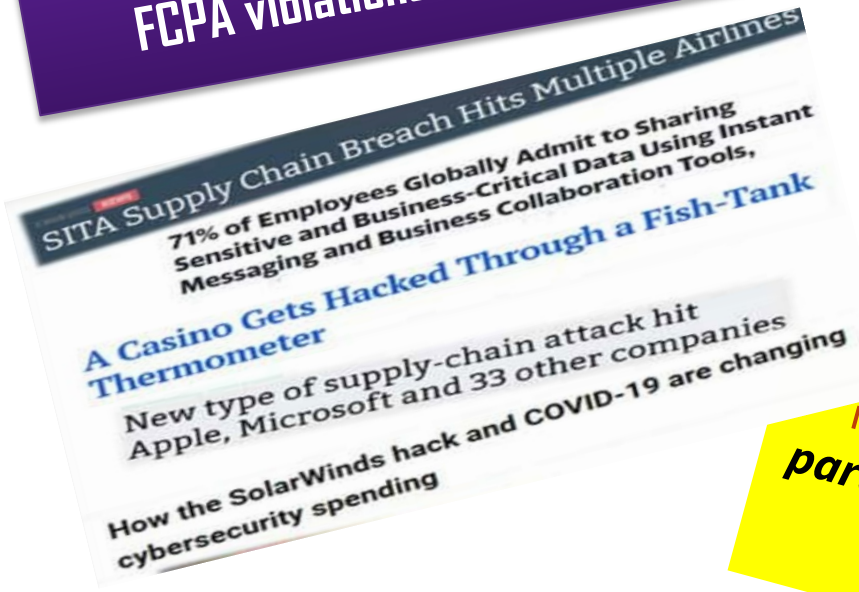 FCPA violations
NEWS
SITA Supply Chain Breach Hits Multiple Airlines
71% of Employees Globally Admit to Sharing
Sensitive and Business-Critical Data Using Instant
Messaging and Business Collaboration Tools,
A Casino Gets Hacked Through a Fish-Tank
Thermometer
New type of supply-chain attack hit
Apple, Microsoft and 33 other companies
How the SolarWinds hack and COVID-19 are changing
cybersecurity spending
par